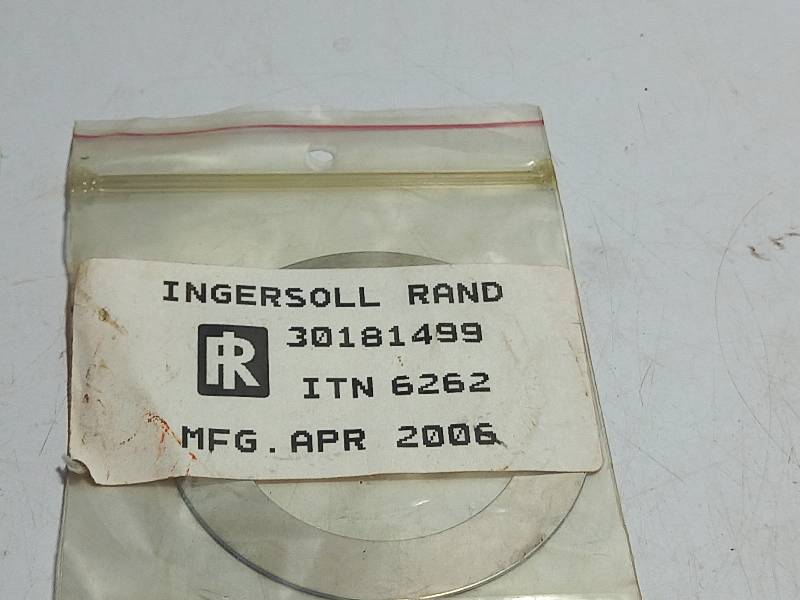 INGERSOLL RAND
IR
30181499
ITN 6262
MFG. APR 2006